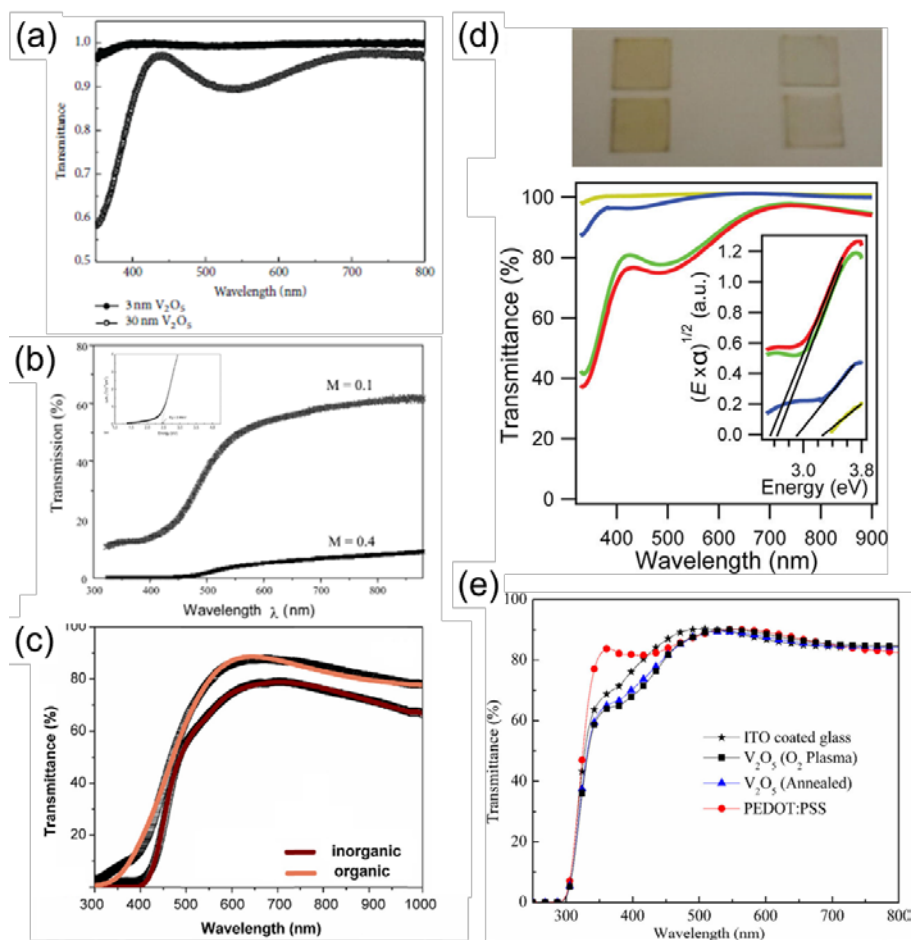 (a)
1.0
0.9
0.8
0.7
0.6
0.5
Transmittance
400
500
600
700
800
Wavelength (nm)
3 nm V₂O₅
30 nm V₂O₅
(b)
80
60
40
20
0
Transmission (%)
M = 0.1
M = 0.4
300
400
500
600
700
800
Wavelength λ (nm)
(c)
100
80
60
40
20
0
Transmittance (%)
inorganic
organic
300
400
500
600
700
800
900
1000
Wavelength (nm)
(d)
100
80
60
40
20
0
Transmittance (%)
1.2
1.0
0.8
0.6
0.4
0.2
0.0
(E xα)¹/² (a.u.)
3.0
3.8
Energy (eV)
400
500
600
700
800
900
Wavelength (nm)
(e)
100
80
60
40
20
0
Transmittance (%)
ITO coated glass
V₂O₅ (O₂ Plasma)
V₂O₅ (Annealed)
PEDOT:PSS
300
400
500
600
700
800
Wavelength (nm)